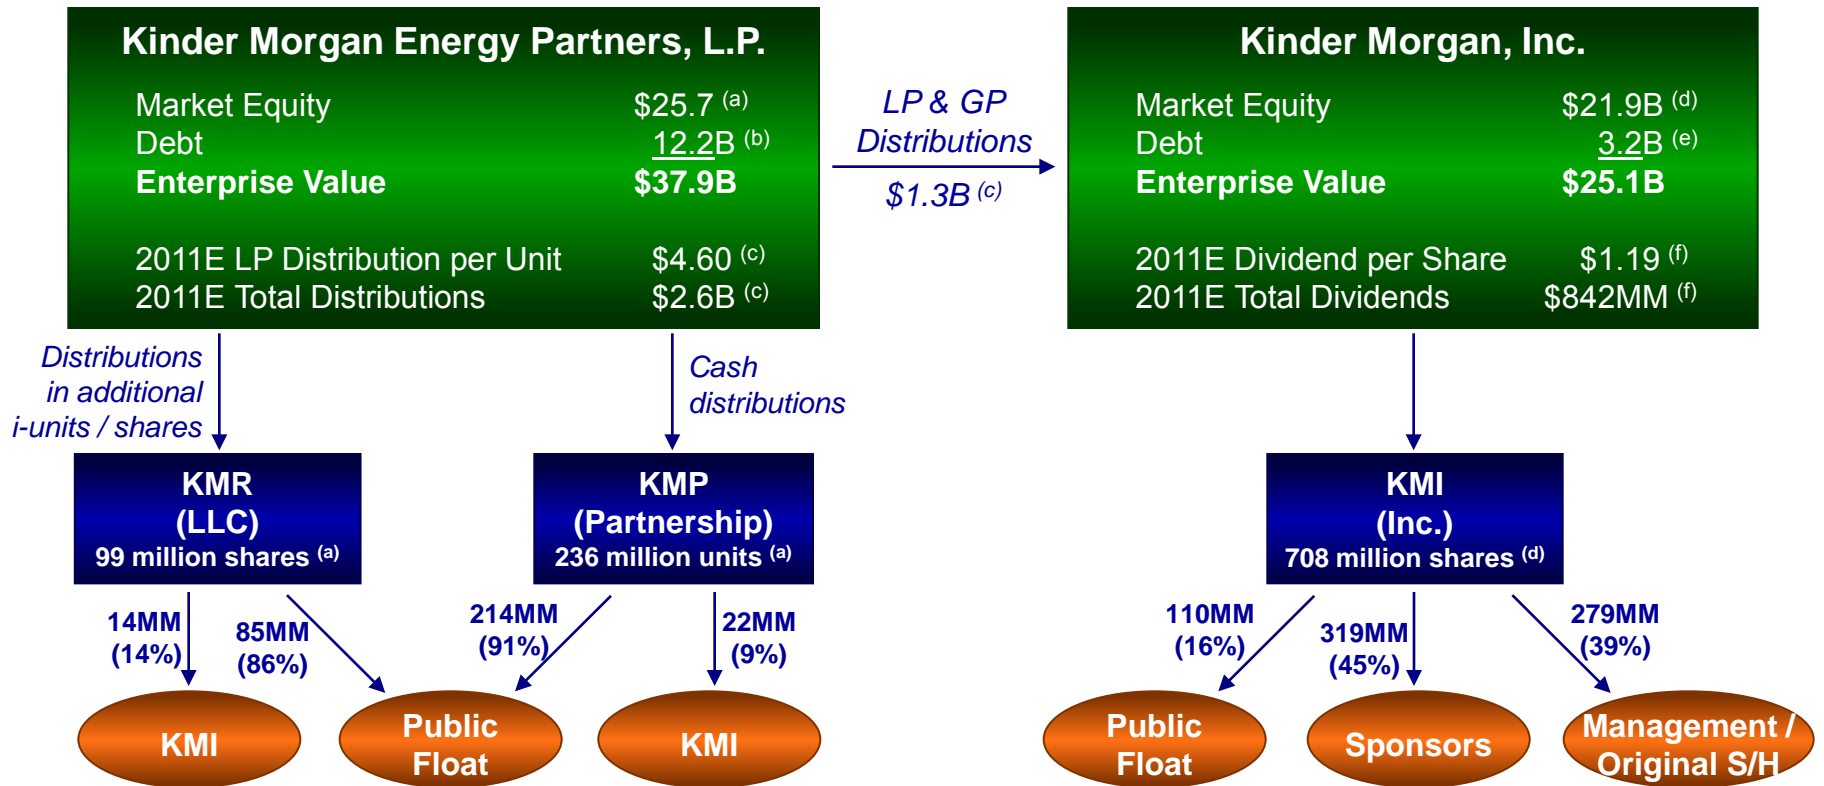 Kinder Morgan Energy Partners, L.P.
Market Equity $25.7 (a)
Debt 12.2B (b)
Enterprise Value $37.9B
2011E LP Distribution per Unit $4.60 (c)
2011E Total Distributions $2.6B (c)
LP & GP
Distributions
$1.3B (c)
Kinder Morgan, Inc.
Market Equity $21.9B (d)
Debt 3.2B (e)
Enterprise Value $25.1B
2011E Dividend per Share $1.19 (f)
2011E Total Dividends $842MM (f)
Distributions
in additional
i-units / shares
Cash
distributions
KMR
(LLC)
99 million shares (a)
KMP
(Partnership)
236 million units (a)
KMI
(Inc.)
708 million shares (d)
14MM
(14%)
85MM
(86%)
214MM
(91%)
22MM
(9%)
110MM
(16%)
319MM
(45%)
279MM
(39%)
KMI
Public
Float
KMI
Public
Float
Sponsors
Management /
Original S/H